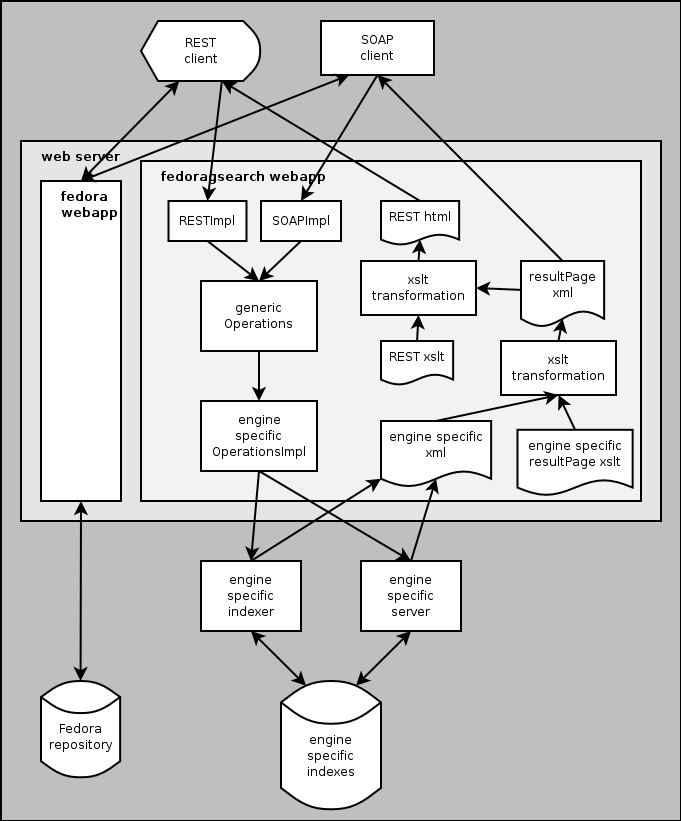 REST
client
SOAP
client
web server
fedora
webapp
fedoragsearch webapp
RESTImpl
SOAPImpl
REST html
generic
Operations
xslt
transformation
resultPage
xml
REST xslt
xslt
transformation
engine
specific
OperationsImpl
engine specific
xml
engine specific
resultPage xslt
engine
specific
indexer
engine
specific
server
Fedora
repository
engine
specific
indexes